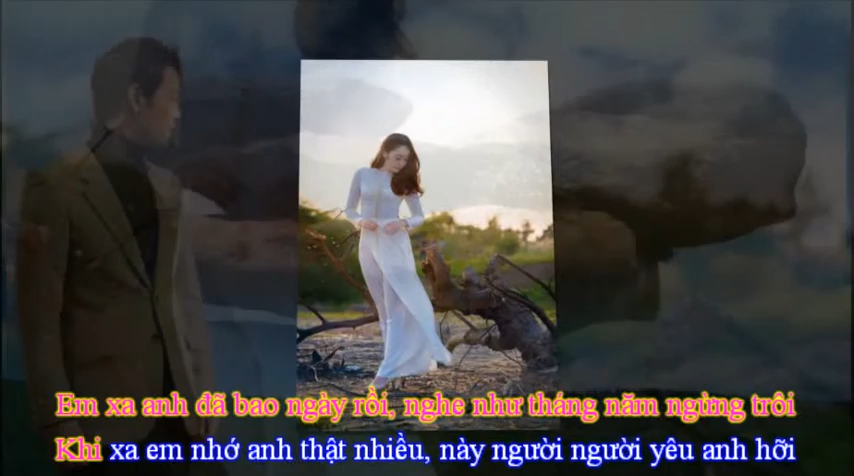 Em xa anh đã bao ngày rồi, nghe như tháng năm ngừng trôi
Khi xa em nhớ anh thật nhiều, này người người yêu anh hỡi